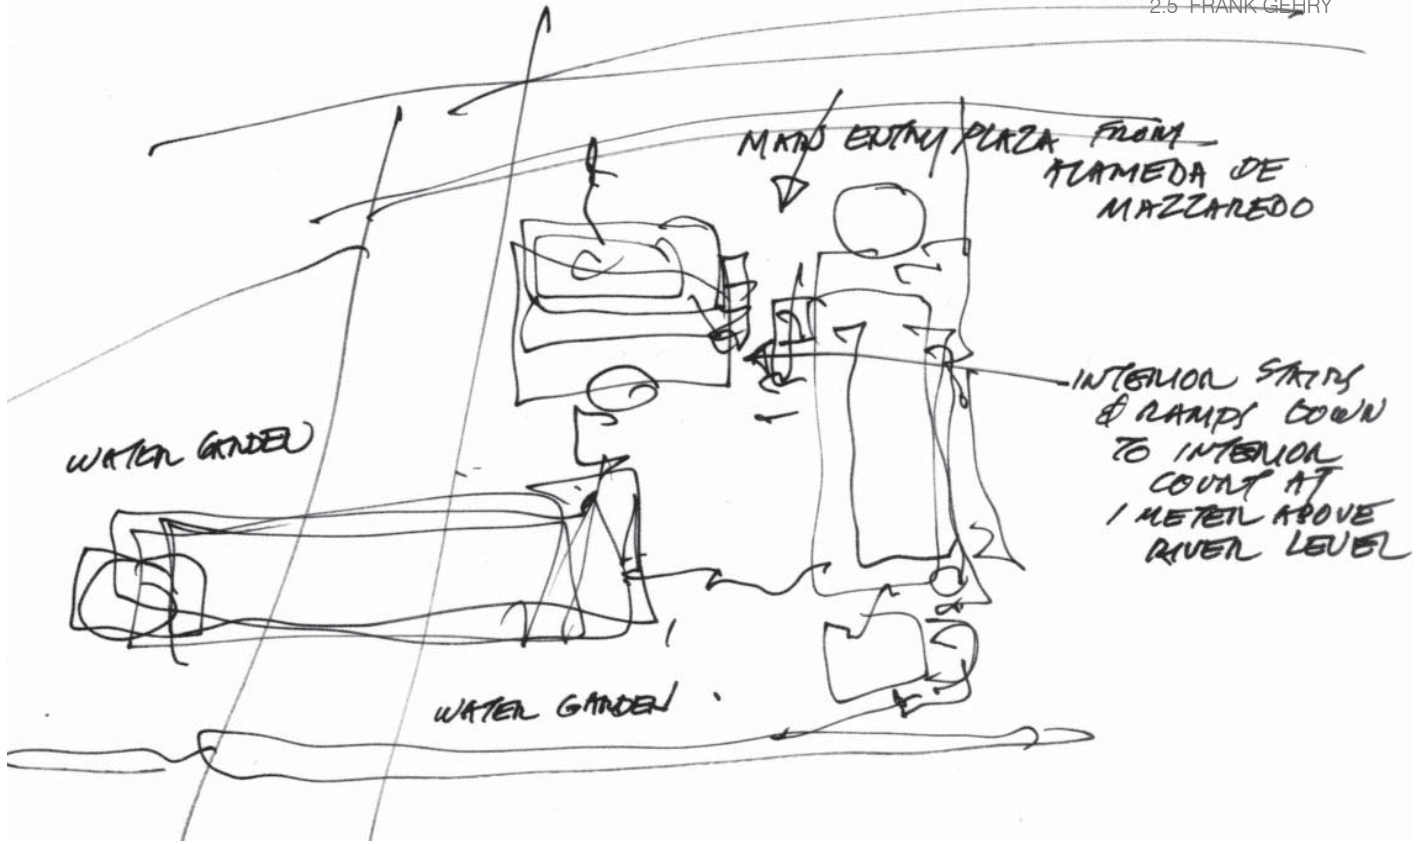 2.5 FRANK GEHRY
MAIN ENTRY PLAZA FROM
ALAMEDA DE
MAZZAREDO
INTERIOR STAIRS
& RAMPS DOWN
TO INTERIOR
COURT AT
1 METER ABOVE
RIVER LEVEL
WATER GARDEN
WATER GARDEN